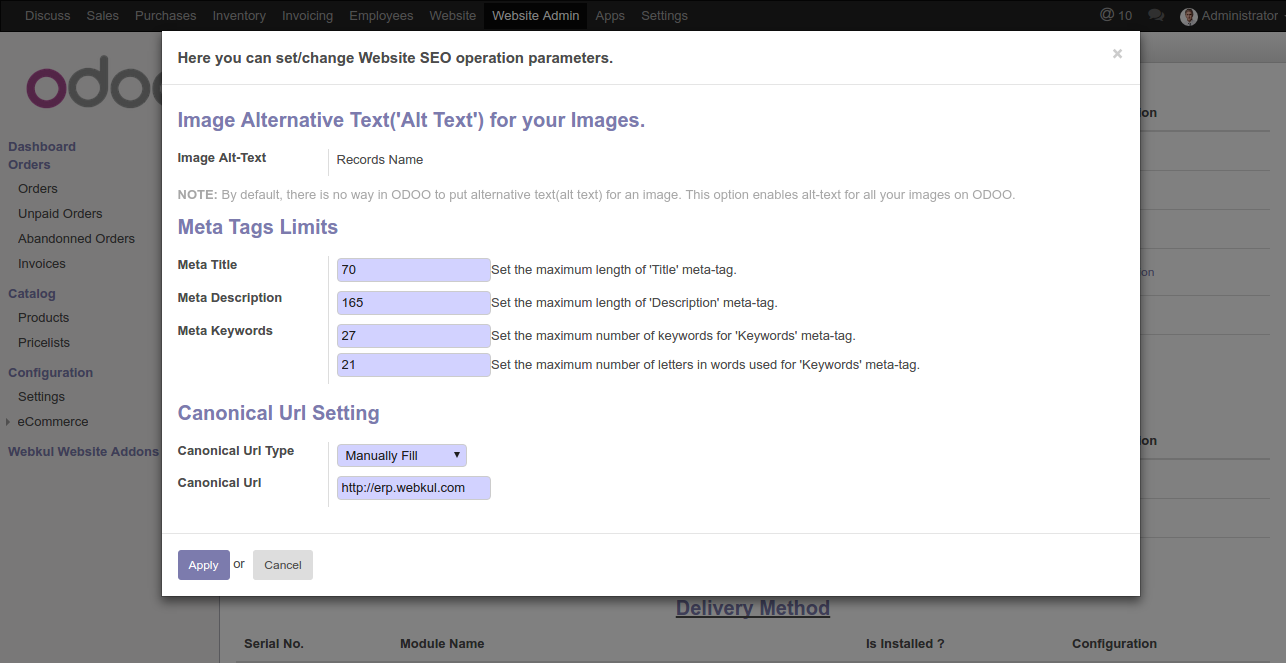 Discuss Sales Purchases Inventory Invoicing Employees Website Website Admin Apps Settings @ 10 Administrator
Here you can set/change Website SEO operation parameters. ×
odoo
Image Alternative Text('Alt Text') for your Images.
Image Alt-Text Records Name
NOTE: By default, there is no way in ODOO to put alternative text(alt text) for an image. This option enables alt-text for all your images on ODOO.
Meta Tags Limits
Meta Title 70 Set the maximum length of 'Title' meta-tag.
Meta Description 165 Set the maximum length of 'Description' meta-tag.
Meta Keywords 27 Set the maximum number of keywords for 'Keywords' meta-tag.
21 Set the maximum number of letters in words used for 'Keywords' meta-tag.
Canonical Url Setting
Canonical Url Type Manually Fill
Canonical Url http://erp.webkul.com
Apply or Cancel
Dashboard
Orders
Orders
Unpaid Orders
Abandonned Orders
Invoices
Catalog
Products
Pricelists
Configuration
Settings
eCommerce
Webkul Website Addons
on
on
on
Delivery Method
Serial No. Module Name Is Installed ? Configuration